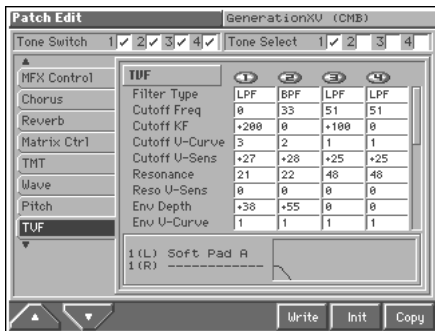 Patch Edit GenerationXV (CMB)
Tone Switch 1 2 3 4 Tone Select 1 2 3 4
MFX Control
Chorus
Reverb
Matrix Ctrl
TMT
Wave
Pitch
TVF
TVF 1 2 3 4
Filter Type LPF BPF LPF LPF
Cutoff Freq 0 33 51 51
Cutoff KF +200 0 +100 0
Cutoff V-Curve 3 2 1 1
Cutoff V-Sens +27 +28 +25 +25
Resonance 21 22 48 48
Reso V-Sens 0 0 0 0
Env Depth +38 +55 0 0
Env V-Curve 1 1 1 1
1(L) Soft Pad A
1(R) ------------
Write Init Copy